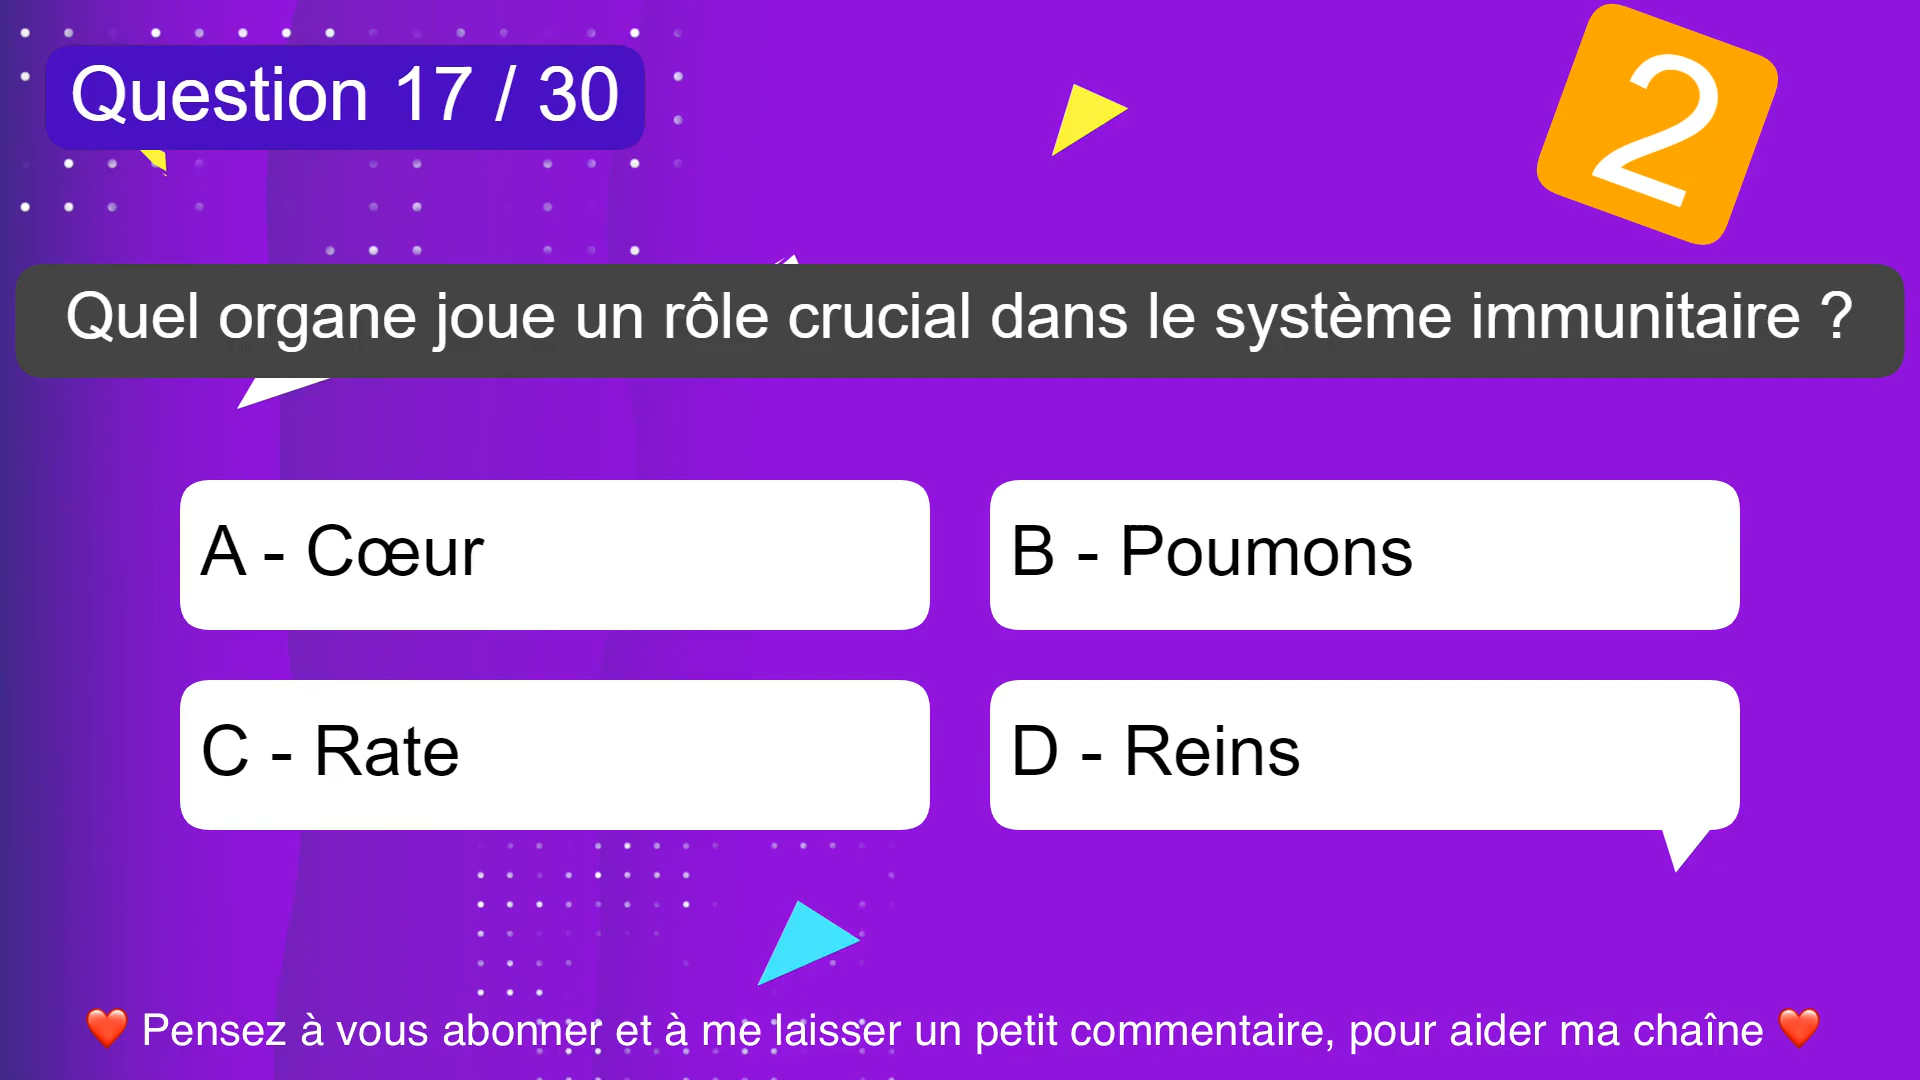 Question 17 / 30
2
Quel organe joue un rôle crucial dans le système immunitaire ?
A - Cœur
B - Poumons
C - Rate
D - Reins
❤️ Pensez à vous abonner et à me laisser un petit commentaire, pour aider ma chaîne ❤️